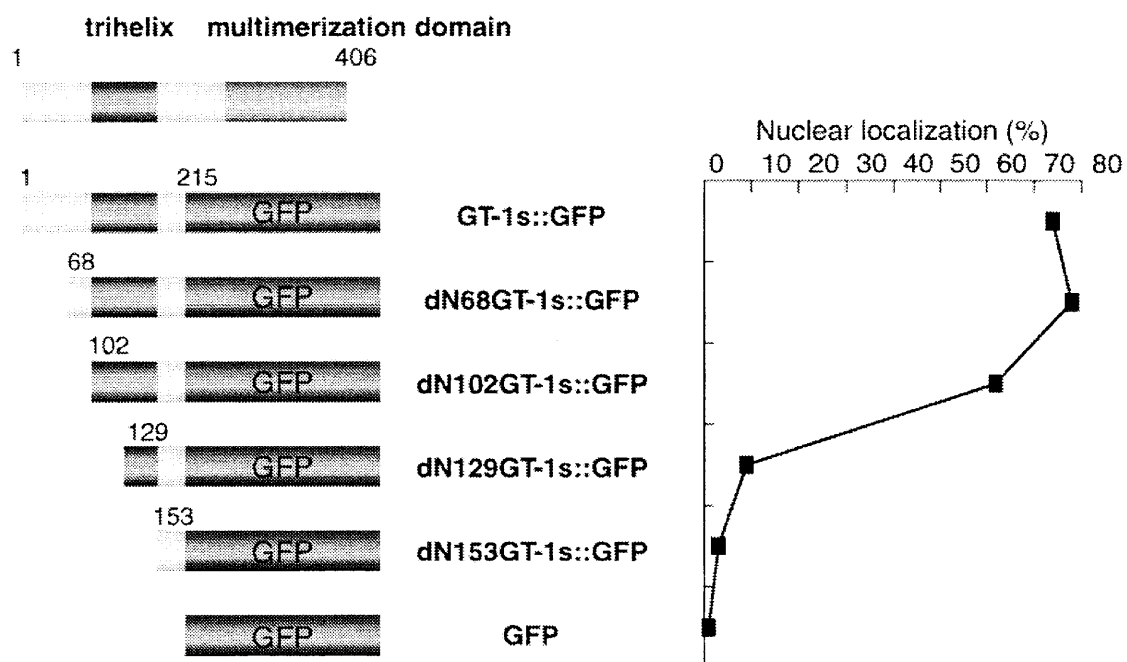 trihelix multimerization domain
1 406
Nuclear localization (%)
0 10 20 30 40 50 60 70 80
1 215
GFP GT-1s::GFP
68
GFP dN68GT-1s::GFP
102
GFP dN102GT-1s::GFP
129
GFP dN129GT-1s::GFP
153
GFP dN153GT-1s::GFP
GFP GFP